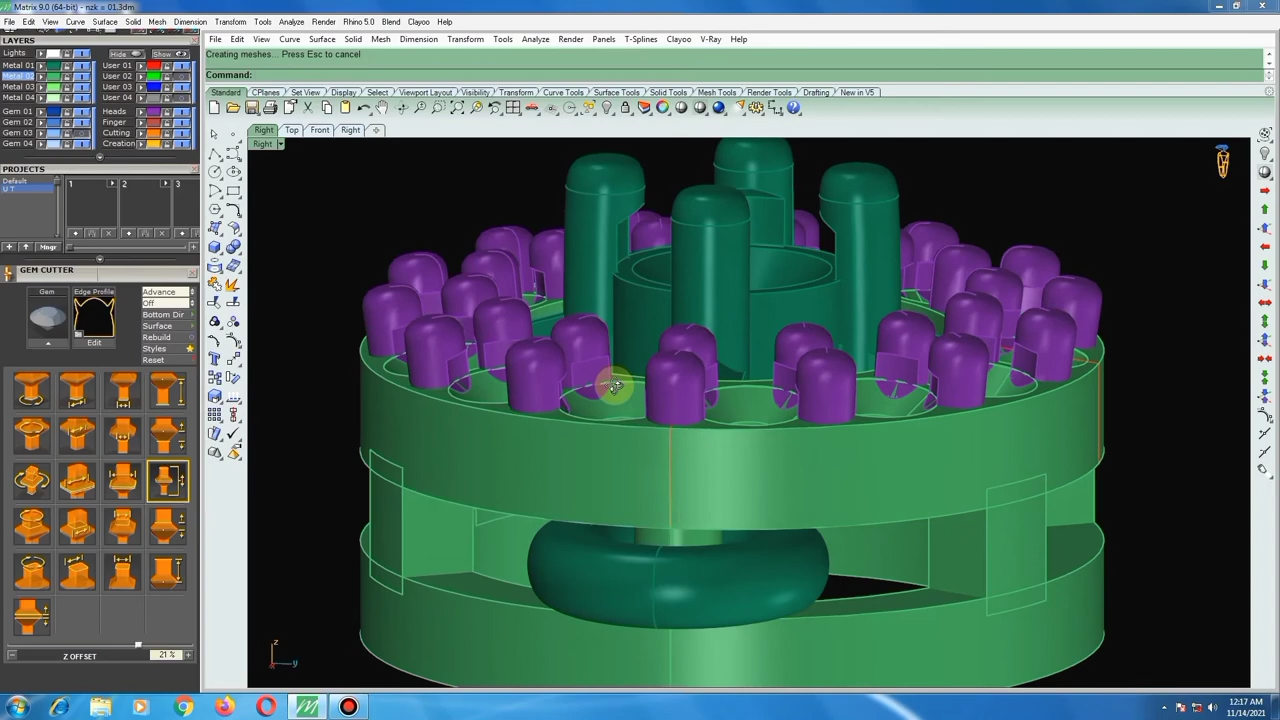 Matrix 9.0 (64-bit) - nzk = 01.3dm
File Edit View Curve Surface Solid Mesh Dimension Transform Tools Analyze Render Rhino 5.0 Blend Clayoo Help
LAYERS
Lights Hide Show
Metal 01 User 01
Metal 02 User 02
Metal 03 User 03
Metal 04 User 04
Gem 01 Heads
Gem 02 Finger
Gem 03 Cutting
Gem 04 Creation
PROJECTS
Default
U T
1 2 3
Mngr
GEM CUTTER
Gem
Edge Profile
Edit
Advance
Off
Bottom Dir
Surface
Rebuild
Styles
Reset
Z OFFSET 21 %
File Edit View Curve Surface Solid Mesh Dimension Transform Tools Analyze Render Panels T-Splines Clayoo V-Ray Help
Creating meshes... Press Esc to cancel
Command:
Standard CPlanes Set View Display Select Viewport Layout Visibility Transform Curve Tools Surface Tools Solid Tools Mesh Tools Render Tools Drafting New in V5
Right Top Front Right
Right
z
y
12:17 AM
11/14/2021